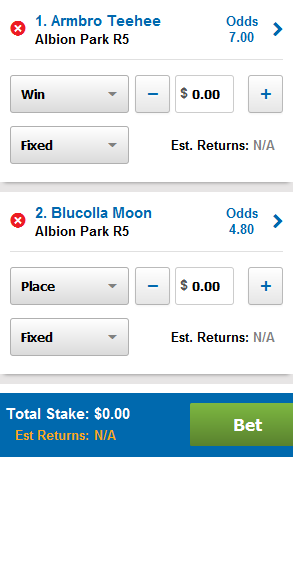 1. Armbro Teehee Odds
Albion Park R5 7.00
Win − $ 0.00 +
Fixed Est. Returns: N/A
2. Blucolla Moon Odds
Albion Park R5 4.80
Place − $ 0.00 +
Fixed Est. Returns: N/A
Total Stake: $0.00
Est Returns: N/A
Bet